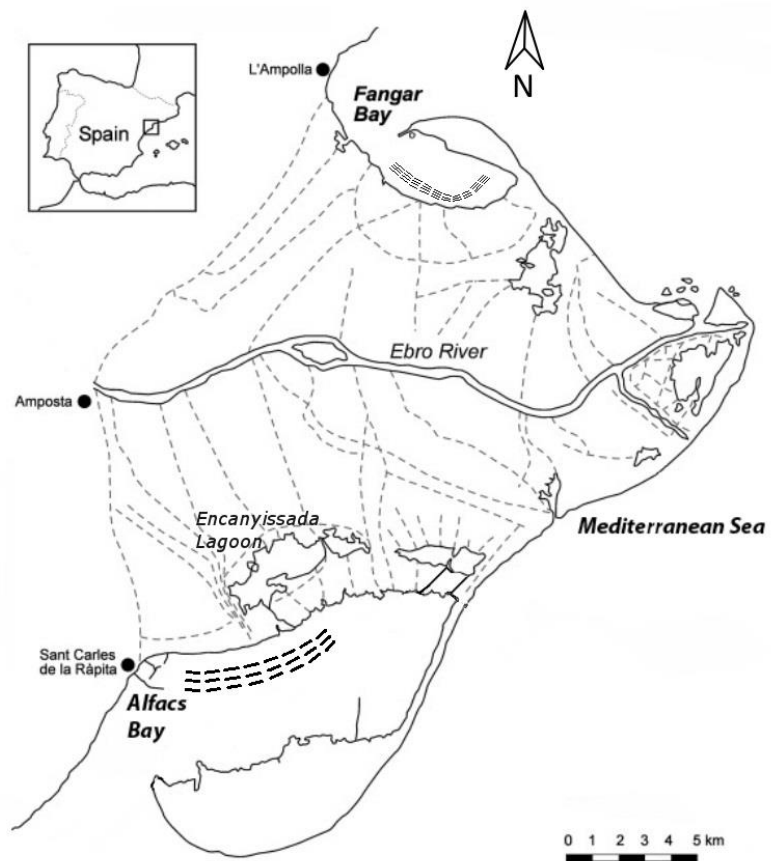 L'Ampolla
Fangar
Bay
N
Spain
Ebro River
Amposta
Encanyissada
Lagoon
Mediterranean Sea
Sant Carles
de la Ràpita
Alfacs
Bay
0 1 2 3 4 5 km